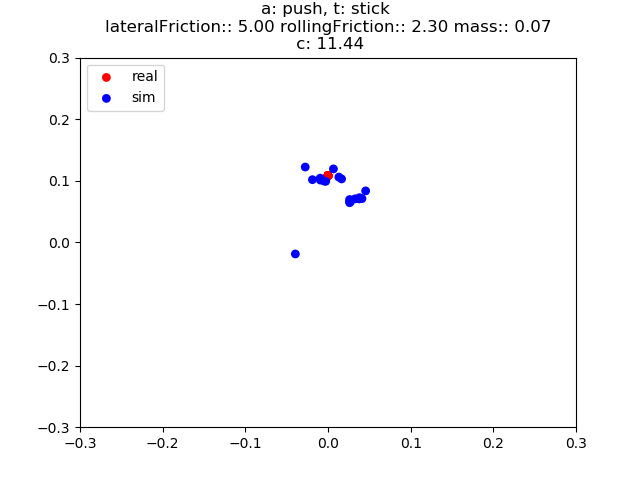 a: push, t: stick
lateralFriction:: 5.00 rollingFriction:: 2.30 mass:: 0.07
c: 11.44
real
sim
0.3
0.2
0.1
0.0
−0.1
−0.2
−0.3
−0.3
−0.2
−0.1
0.0
0.1
0.2
0.3